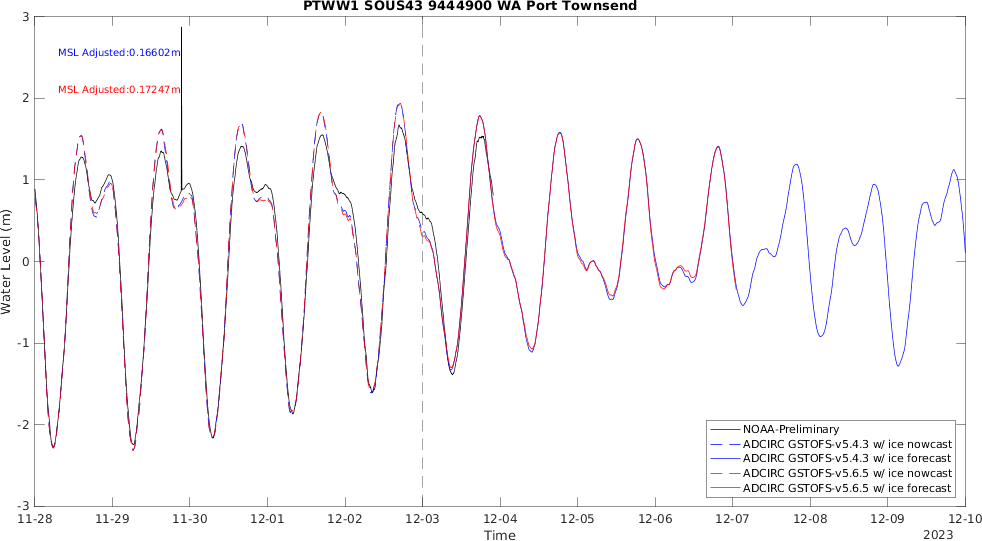 PTWW1 SOUS43 9444900 WA Port Townsend
3
MSL Adjusted:0.16602m
MSL Adjusted:0.17247m
2
1
0
-1
-2
-3
Water Level (m)
NOAA-Preliminary
ADCIRC GSTOFS-v5.4.3 w/ ice nowcast
ADCIRC GSTOFS-v5.4.3 w/ ice forecast
ADCIRC GSTOFS-v5.6.5 w/ ice nowcast
ADCIRC GSTOFS-v5.6.5 w/ ice forecast
11-28 11-29 11-30 12-01 12-02 12-03 12-04 12-05 12-06 12-07 12-08 12-09 12-10
Time
2023